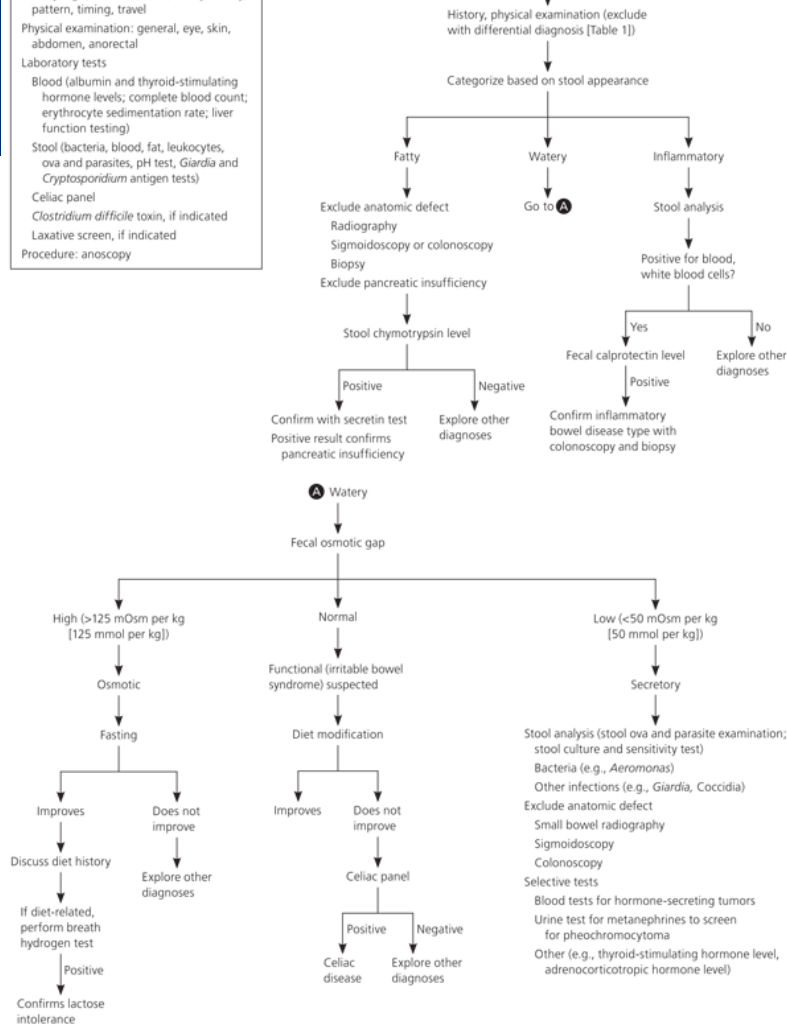 pattern, timing, travel
Physical examination: general, eye, skin,
abdomen, anorectal
Laboratory tests
Blood (albumin and thyroid-stimulating
hormone levels; complete blood count;
erythrocyte sedimentation rate; liver
function testing)
Stool (bacteria, blood, fat, leukocytes,
ova and parasites, pH test, Giardia and
Cryptosporidium antigen tests)
Celiac panel
Clostridium difficile toxin, if indicated
Laxative screen, if indicated
Procedure: anoscopy
History, physical examination (exclude
with differential diagnosis [Table 1])
Categorize based on stool appearance
Fatty
Watery
Inflammatory
Exclude anatomic defect
Radiography
Sigmoidoscopy or colonoscopy
Biopsy
Exclude pancreatic insufficiency
Go to A
Stool analysis
Positive for blood,
white blood cells?
Stool chymotrypsin level
Yes
No
Fecal calprotectin level
Explore other
diagnoses
Positive
Negative
Positive
Confirm with secretin test
Positive result confirms
pancreatic insufficiency
Explore other
diagnoses
Confirm inflammatory
bowel disease type with
colonoscopy and biopsy
A Watery
Fecal osmotic gap
High (>125 mOsm per kg
[125 mmol per kg])
Normal
Low (<50 mOsm per kg
[50 mmol per kg])
Osmotic
Functional (irritable bowel
syndrome) suspected
Secretory
Fasting
Diet modification
Stool analysis (stool ova and parasite examination;
stool culture and sensitivity test)
Bacteria (e.g., Aeromonas)
Other infections (e.g., Giardia, Coccidia)
Exclude anatomic defect
Small bowel radiography
Sigmoidoscopy
Colonoscopy
Selective tests
Blood tests for hormone-secreting tumors
Urine test for metanephrines to screen
for pheochromocytoma
Other (e.g., thyroid-stimulating hormone level,
adrenocorticotropic hormone level)
Improves
Does not
improve
Improves
Does not
improve
Discuss diet history
Explore other
diagnoses
Celiac panel
If diet-related,
perform breath
hydrogen test
Positive
Negative
Celiac
disease
Explore other
diagnoses
Positive
Confirms lactose
intolerance